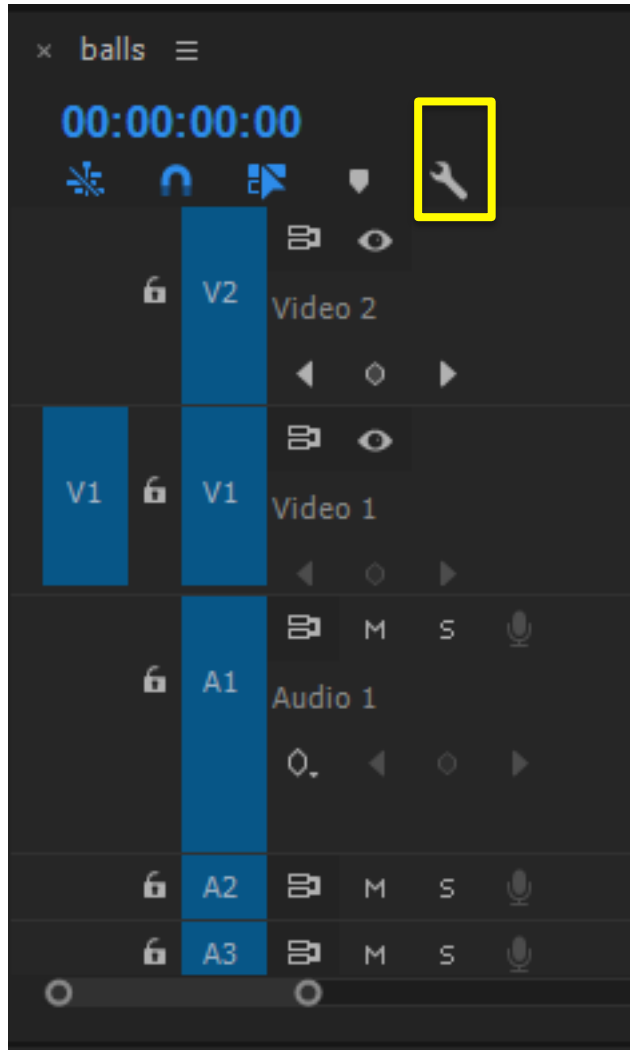 × balls
00:00:00:00
V2 Video 2
V1 V1 Video 1
M S
A1 Audio 1
A2 M S
A3 M S